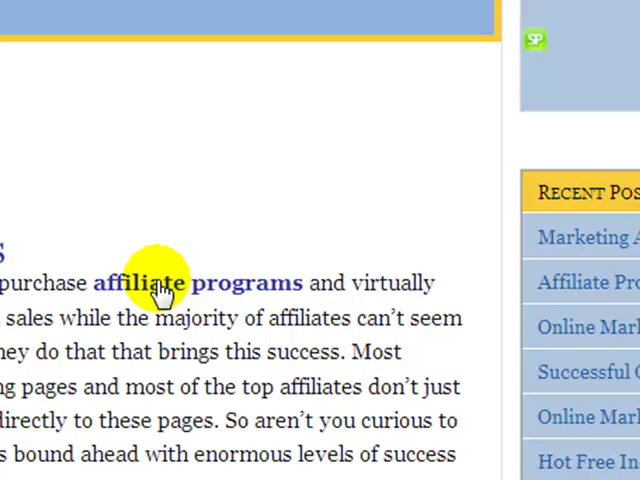 SP
RECENT POS
s
purchase affiliate programs and virtually
sales while the majority of affiliates can't seem
hey do that that brings this success. Most
ng pages and most of the top affiliates don't just
directly to these pages. So aren't you curious to
s bound ahead with enormous levels of success
Marketing A
Affiliate Pro
Online Mark
Successful
Online Mark
Hot Free In